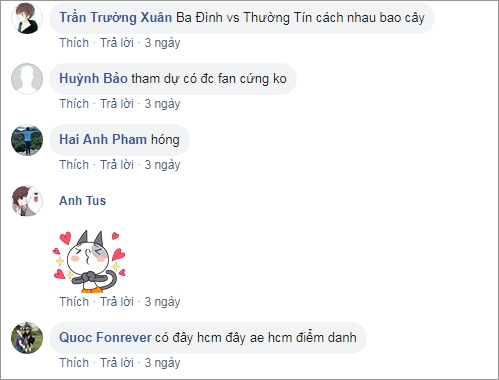 Trần Trường Xuân Ba Đình vs Thường Tín cách nhau bao cây
Thích · Trả lời · 3 ngày
Huỳnh Bảo tham dự có đc fan cứng ko
Thích · Trả lời · 3 ngày
Hai Anh Pham hóng
Thích · Trả lời · 3 ngày
Anh Tus
Thích · Trả lời · 3 ngày
Quoc Fonrever có đây hcm đây ae hcm điểm danh
Thích · Trả lời · 3 ngày